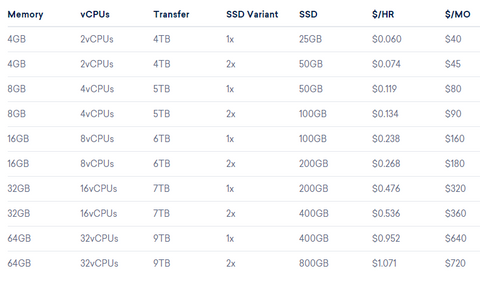 Memory vCPUs Transfer SSD Variant SSD $/HR $/MO
4GB 2vCPUs 4TB 1x 25GB $0.060 $40
4GB 2vCPUs 4TB 2x 50GB $0.074 $45
8GB 4vCPUs 5TB 1x 50GB $0.119 $80
8GB 4vCPUs 5TB 2x 100GB $0.134 $90
16GB 8vCPUs 6TB 1x 100GB $0.238 $160
16GB 8vCPUs 6TB 2x 200GB $0.268 $180
32GB 16vCPUs 7TB 1x 200GB $0.476 $320
32GB 16vCPUs 7TB 2x 400GB $0.536 $360
64GB 32vCPUs 9TB 1x 400GB $0.952 $640
64GB 32vCPUs 9TB 2x 800GB $1.071 $720